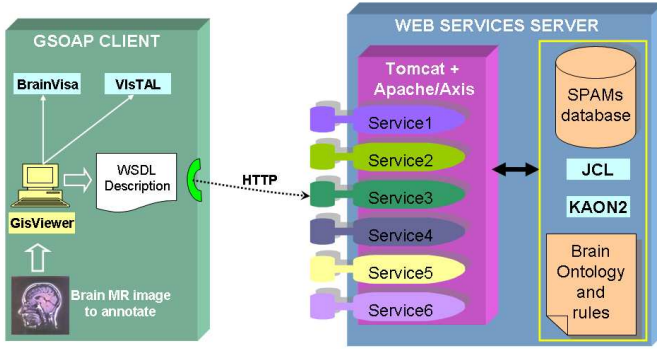 GSOAP CLIENT
BrainVisa
VIsTAL
WSDL
Description
GisViewer
Brain MR image
to annotate
HTTP
WEB SERVICES SERVER
Tomcat +
Apache/Axis
Service1
Service2
Service3
Service4
Service5
Service6
SPAMs
database
JCL
KAON2
Brain
Ontology
and
rules